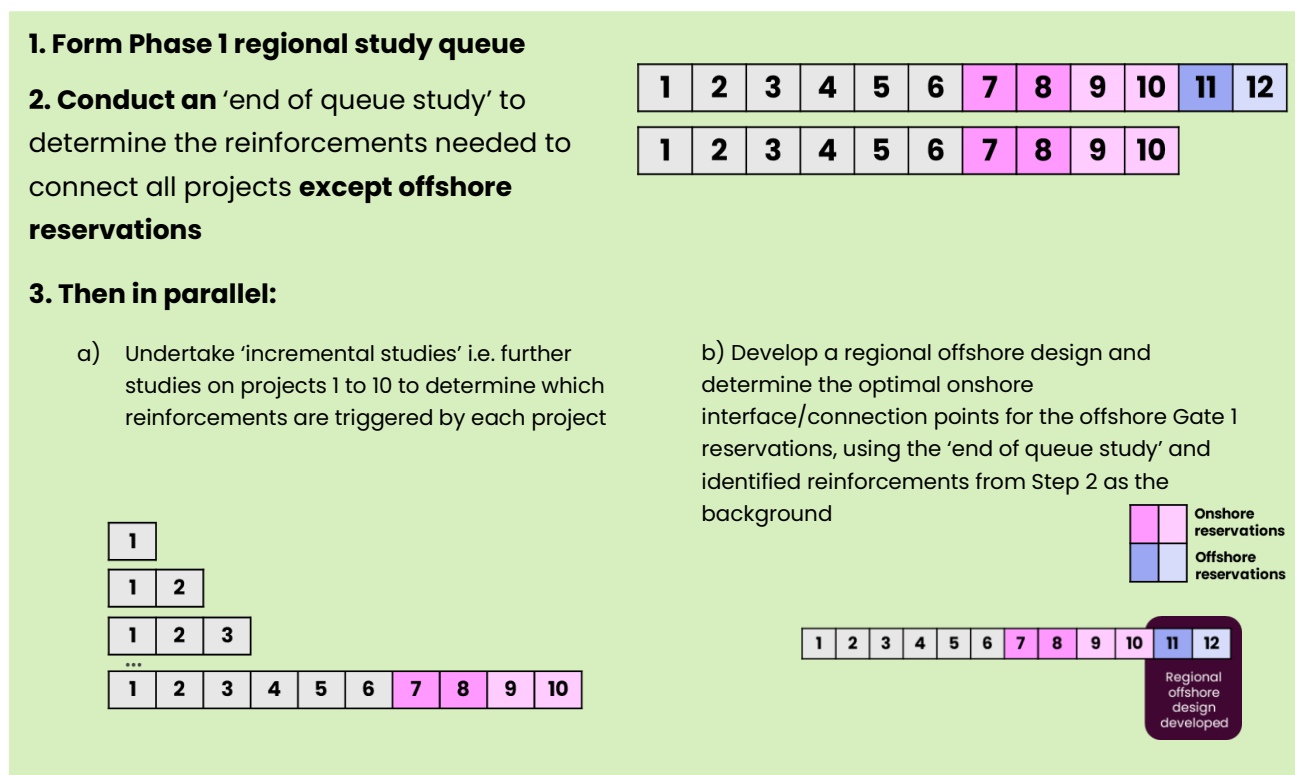 1. Form Phase 1 regional study queue
2. Conduct an ‘end of queue study’ to
determine the reinforcements needed to
connect all projects except offshore
reservations
1 2 3 4 5 6 7 8 9 10 11 12
1 2 3 4 5 6 7 8 9 10
3. Then in parallel:
a) Undertake ‘incremental studies’ i.e. further
studies on projects 1 to 10 to determine which
reinforcements are triggered by each project
1
1 2
1 2 3
...
1 2 3 4 5 6 7 8 9 10
b) Develop a regional offshore design and
determine the optimal onshore
interface/connection points for the offshore Gate 1
reservations, using the ‘end of queue study’ and
identified reinforcements from Step 2 as the
background
Onshore
reservations
Offshore
reservations
1 2 3 4 5 6 7 8 9 10 11 12
Regional
offshore
design
developed